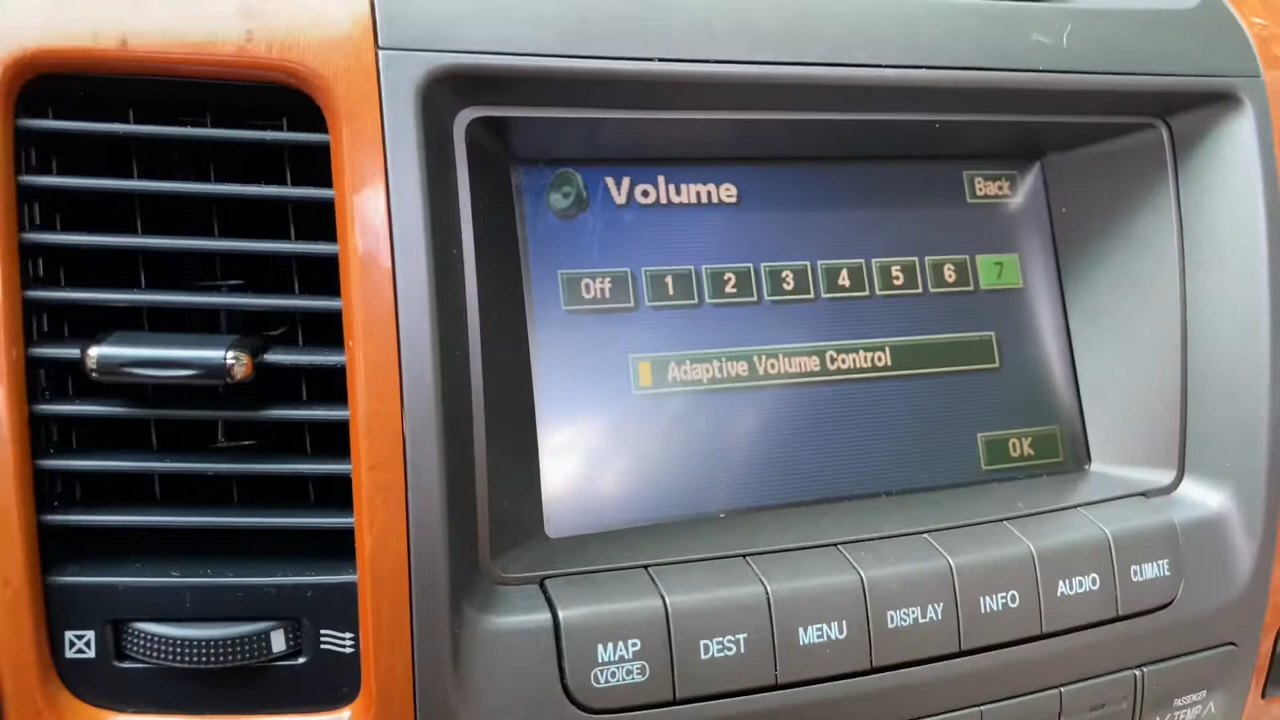 Volume Back
Off 1 2 3 4 5 6 7
Adaptive Volume Control
OK
MAP DEST MENU DISPLAY INFO AUDIO CLIMATE
VOICE
PASSENGER
TEMP